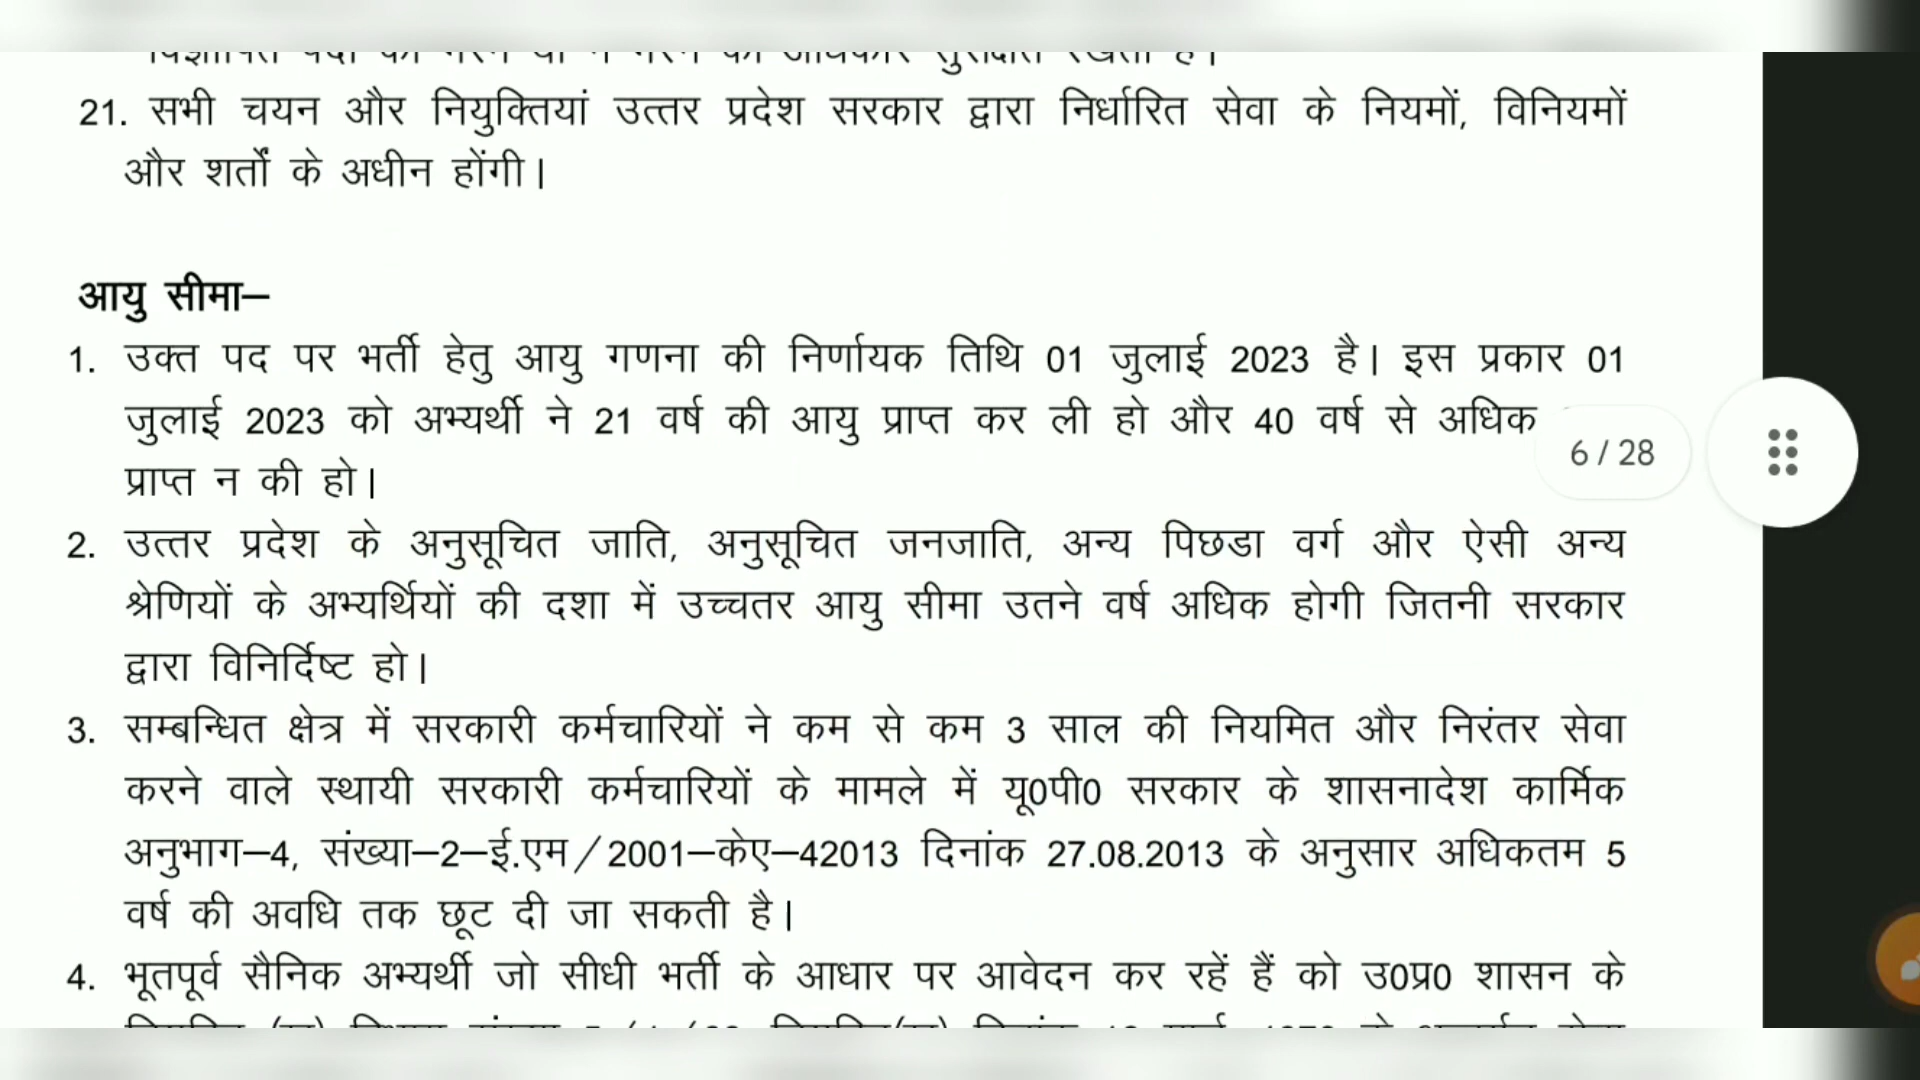 21. सभी चयन और नियुक्तियां उत्तर प्रदेश सरकार द्वारा निर्धारित सेवा के नियमों, विनियमों
और शर्तों के अधीन होंगी।
आयु सीमा–
1. उक्त पद पर भर्ती हेतु आयु गणना की निर्णायक तिथि 01 जुलाई 2023 है। इस प्रकार 01
जुलाई 2023 को अभ्यर्थी ने 21 वर्ष की आयु प्राप्त कर ली हो और 40 वर्ष से अधिक
6 / 28
प्राप्त न की हो।
2. उत्तर प्रदेश के अनुसूचित जाति, अनुसूचित जनजाति, अन्य पिछडा वर्ग और ऐसी अन्य
श्रेणियों के अभ्यर्थियों की दशा में उच्चतर आयु सीमा उतने वर्ष अधिक होगी जितनी सरकार
द्वारा विनिर्दिष्ट हो।
3. सम्बन्धित क्षेत्र में सरकारी कर्मचारियों ने कम से कम 3 साल की नियमित और निरंतर सेवा
करने वाले स्थायी सरकारी कर्मचारियों के मामले में यू0पी0 सरकार के शासनादेश कार्मिक
अनुभाग–4, संख्या–2–ई.एम/2001–केए–42013 दिनांक 27.08.2013 के अनुसार अधिकतम 5
वर्ष की अवधि तक छूट दी जा सकती है।
4. भूतपूर्व सैनिक अभ्यर्थी जो सीधी भर्ती के आधार पर आवेदन कर रहें हैं को उ0प्र0 शासन के